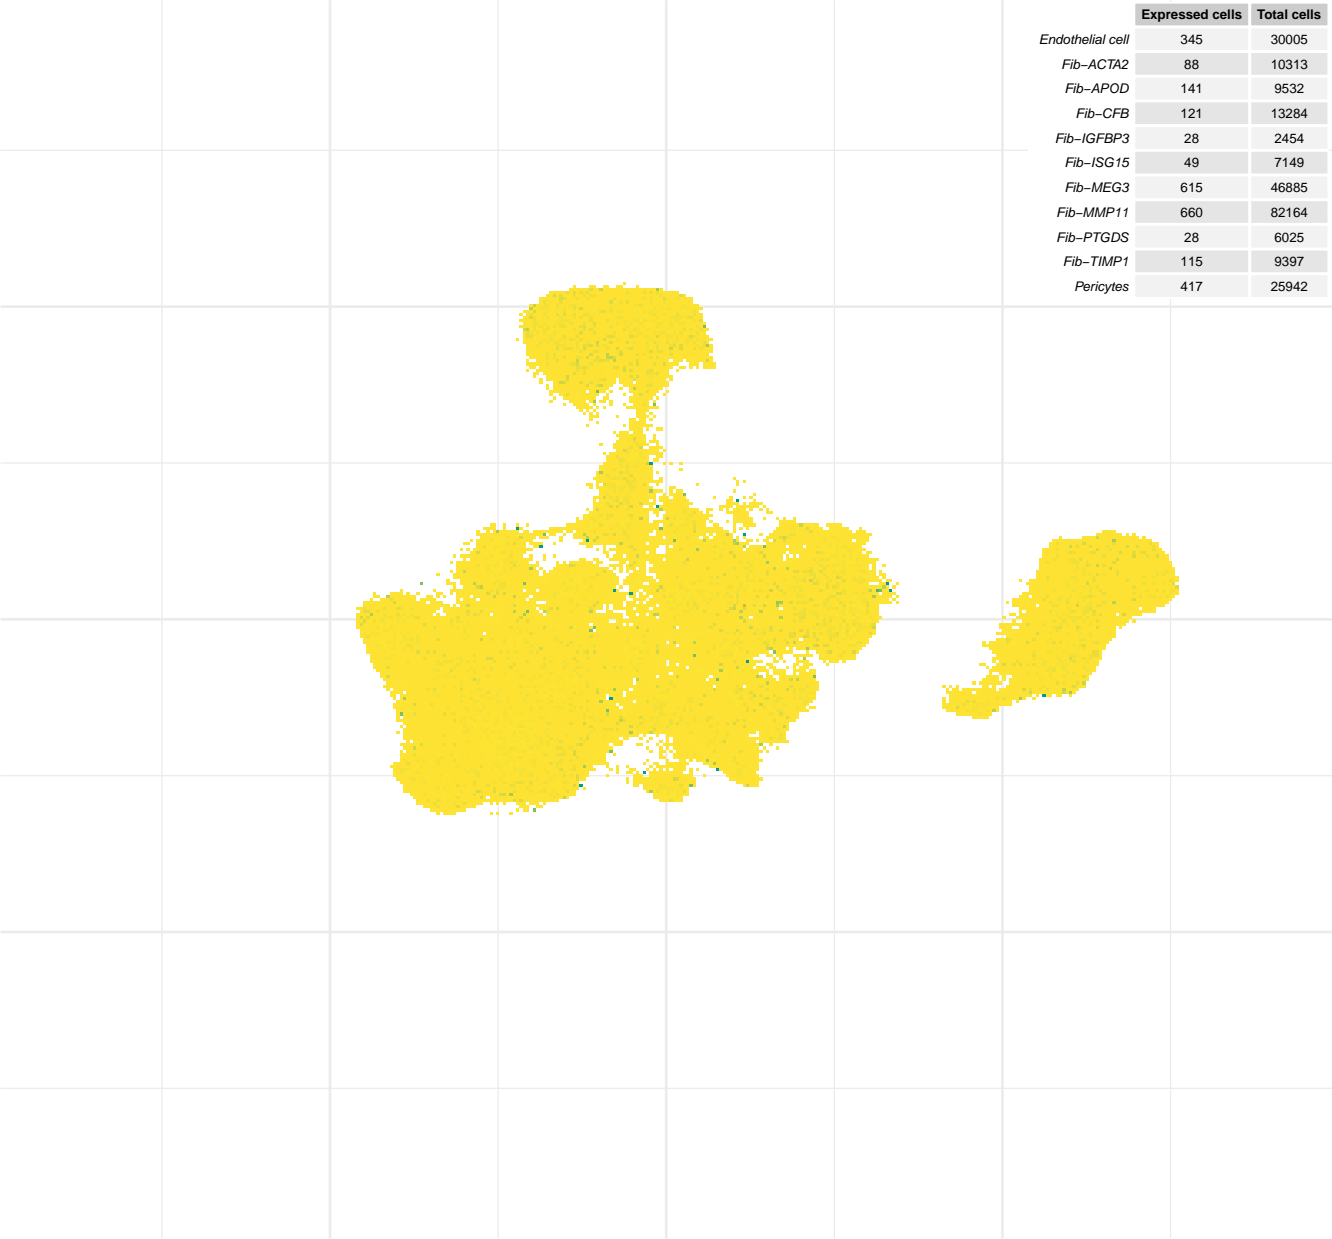 Expressed cells Total cells
Endothelial cell 345 30005
Fib−ACTA2 88 10313
Fib−APOD 141 9532
Fib−CFB 121 13284
Fib−IGFBP3 28 2454
Fib−ISG15 49 7149
Fib−MEG3 615 46885
Fib−MMP11 660 82164
Fib−PTGDS 28 6025
Fib−TIMP1 115 9397
Pericytes 417 25942